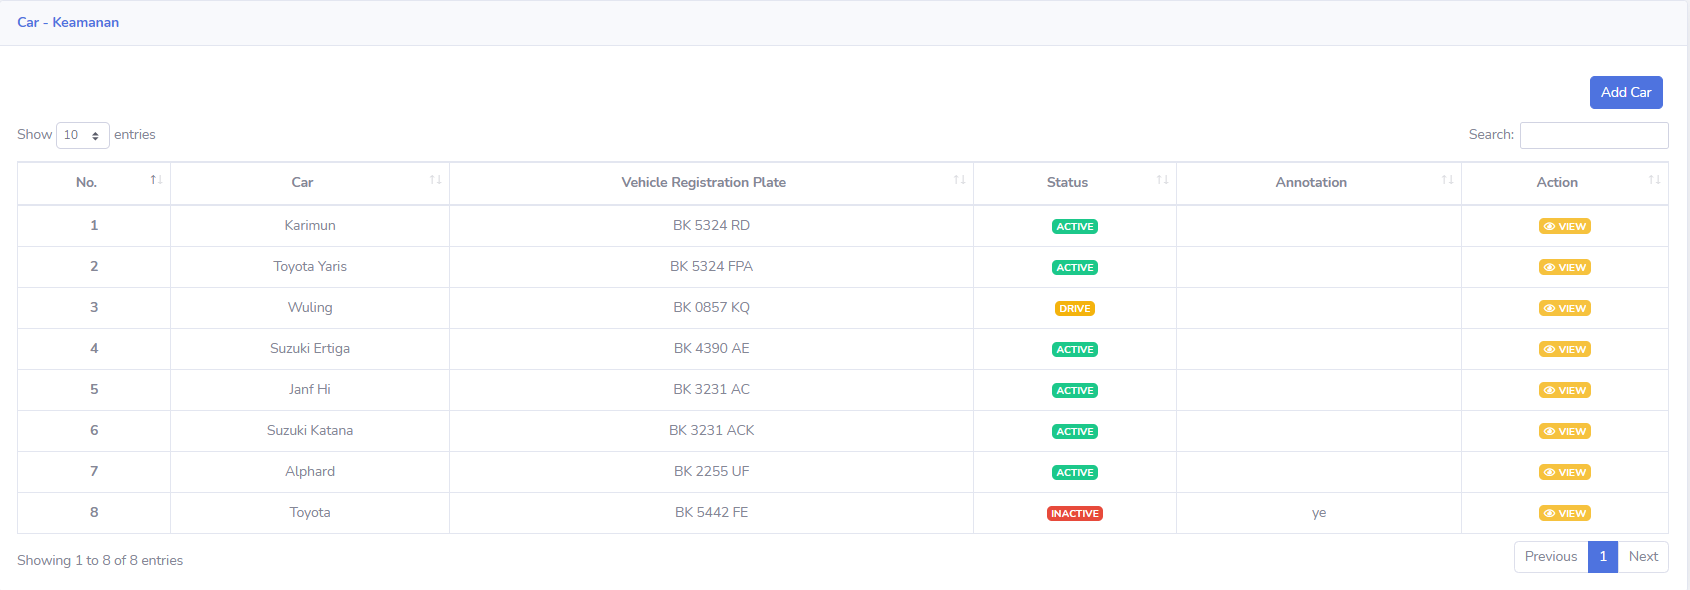 Car - Keamanan
Add Car
Show 10 entries Search:
No. Car Vehicle Registration Plate Status Annotation Action
1 Karimun BK 5324 RD ACTIVE VIEW
2 Toyota Yaris BK 5324 FPA ACTIVE VIEW
3 Wuling BK 0857 KQ DRIVE VIEW
4 Suzuki Ertiga BK 4390 AE ACTIVE VIEW
5 Janf Hi BK 3231 AC ACTIVE VIEW
6 Suzuki Katana BK 3231 ACK ACTIVE VIEW
7 Alphard BK 2255 UF ACTIVE VIEW
8 Toyota BK 5442 FE INACTIVE ye VIEW
Showing 1 to 8 of 8 entries Previous 1 Next